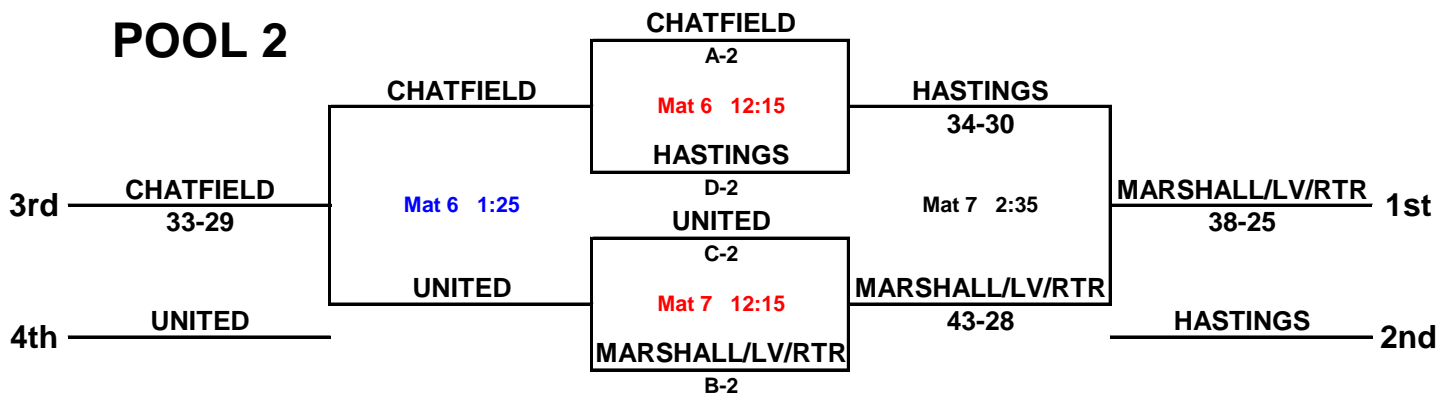 POOL 2
CHATFIELD
A-2
CHATFIELD
Mat 6 12:15
HASTINGS
34-30
HASTINGS
D-2
3rd
CHATFIELD
33-29
Mat 6 1:25
Mat 7 2:35
MARSHALL/LV/RTR
38-25
1st
UNITED
C-2
UNITED
Mat 7 12:15
MARSHALL/LV/RTR
43-28
4th
UNITED
HASTINGS
2nd
MARSHALL/LV/RTR
B-2